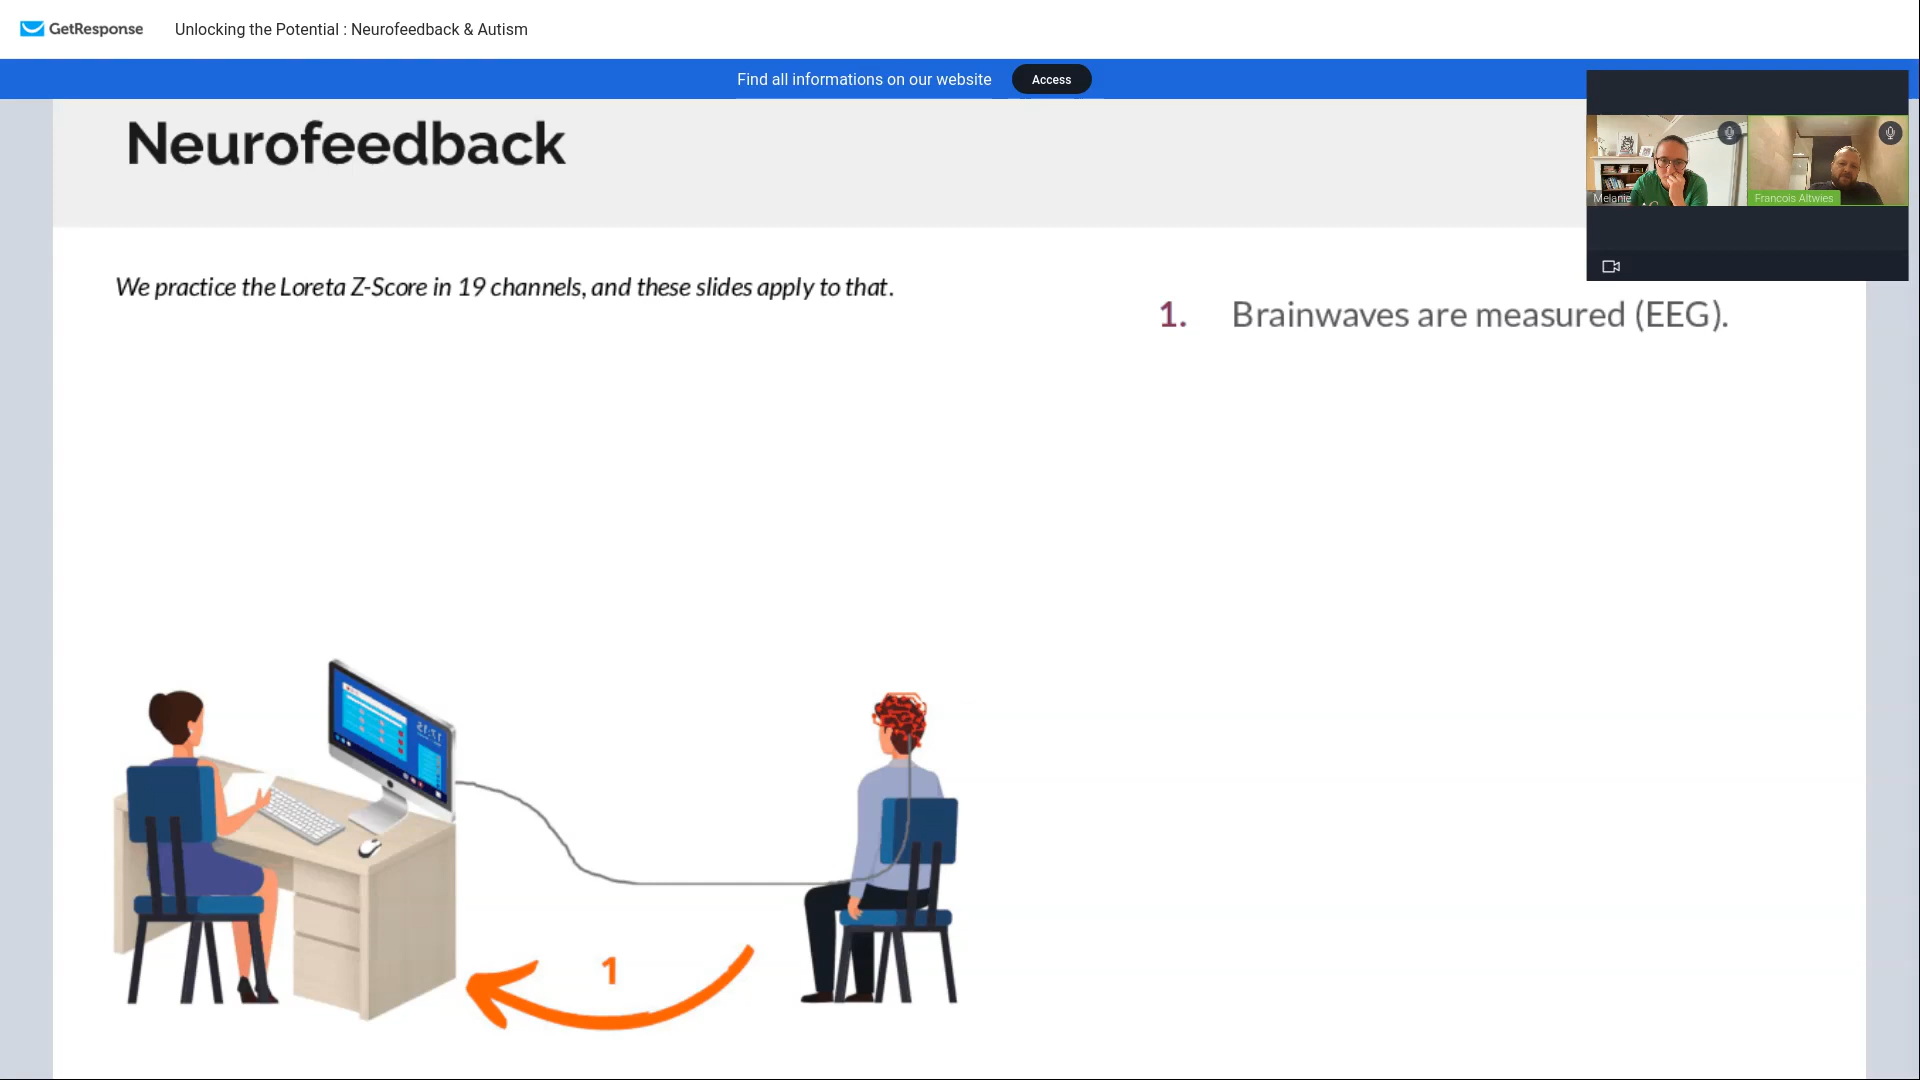 GetResponse
Unlocking the Potential : Neurofeedback & Autism
Find all informations on our website
Access
Neurofeedback
Melanie
Francois Altwies
We practice the Loreta Z-Score in 19 channels, and these slides apply to that.
1. Brainwaves are measured (EEG).
1